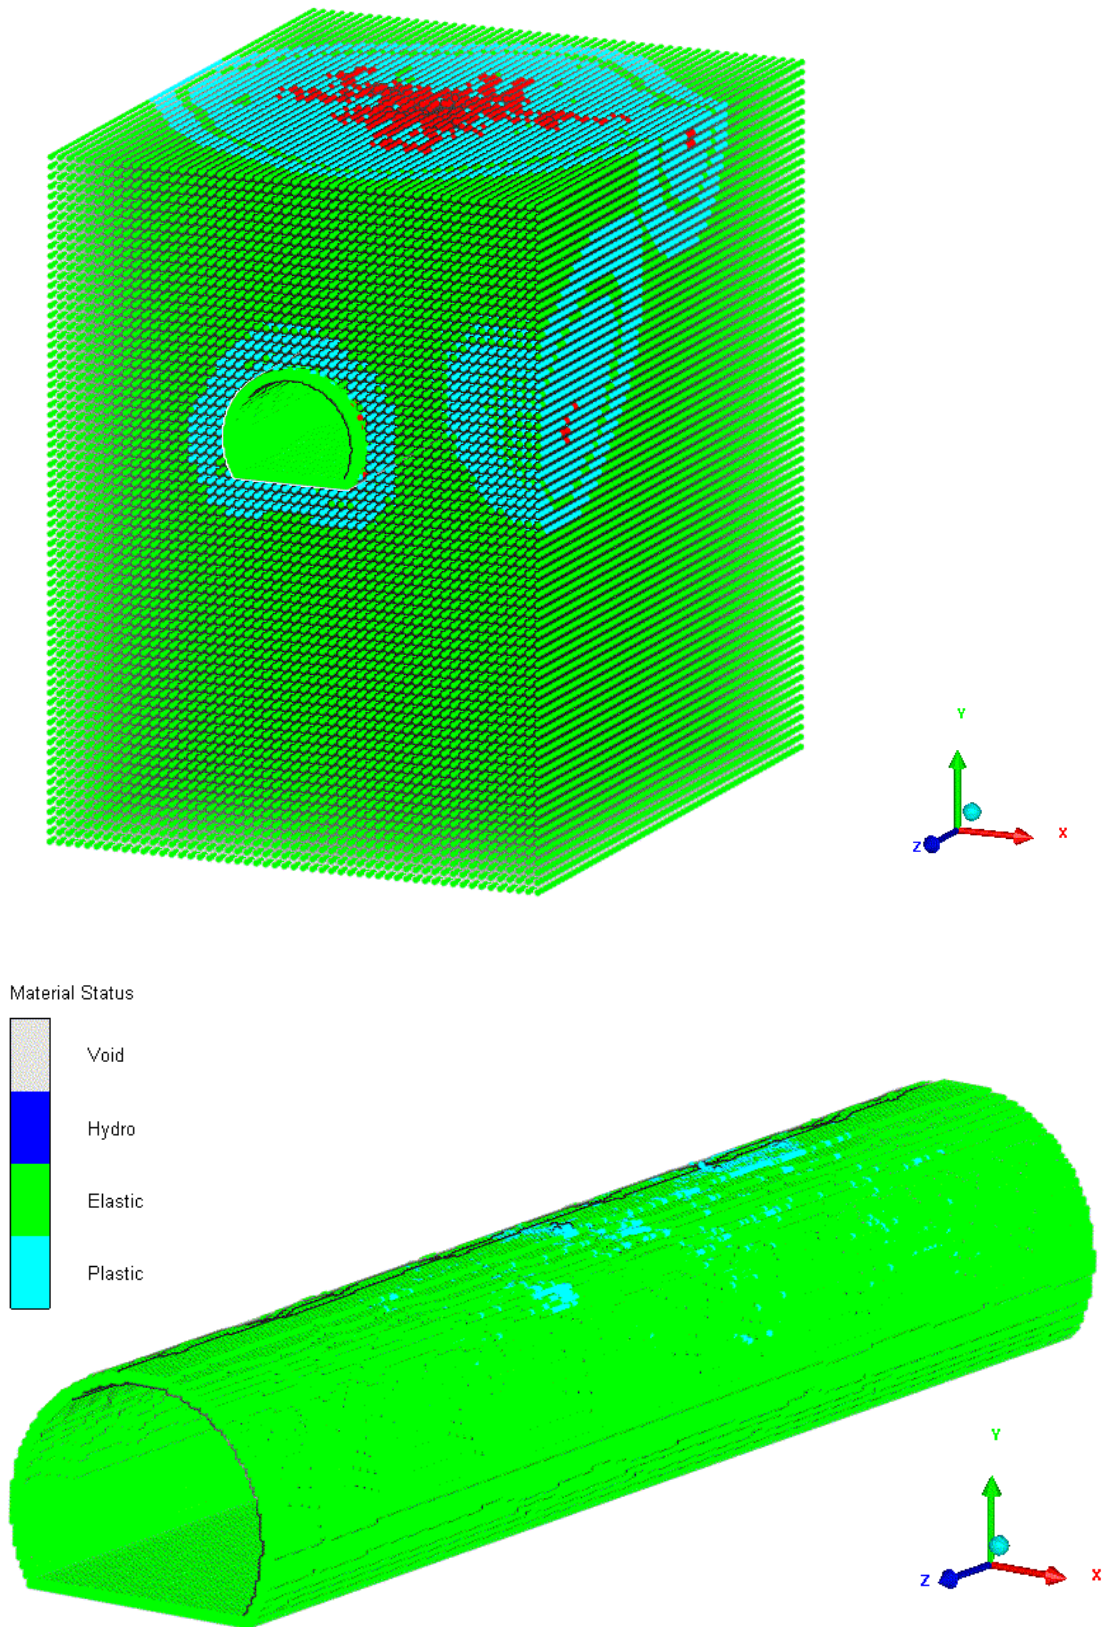 Y
X
Z
Material Status
Void
Hydro
Elastic
Plastic
Y
Z
X